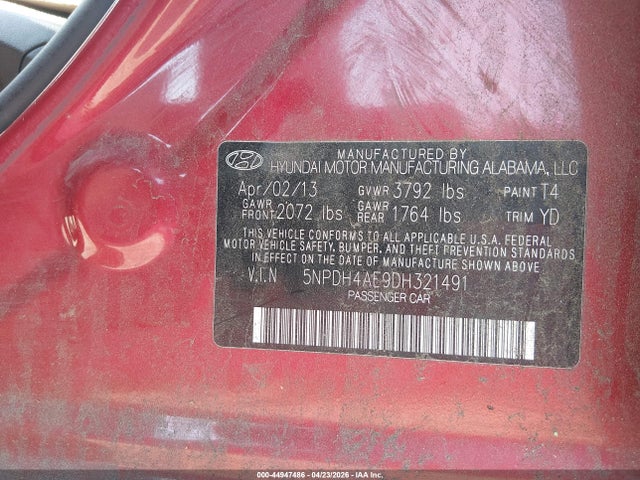 MANUFACTURED BY
HYUNDAI MOTOR MANUFACTURING ALABAMA, LLC
Apr/02/13 GVWR 3792 lbs PAINT T4
GAWR FRONT 2072 lbs GAWR REAR 1764 lbs TRIM YD
THIS VEHICLE CONFORMS TO ALL APPLICABLE U.S.A. FEDERAL
MOTOR VEHICLE SAFETY, BUMPER, AND THEFT PREVENTION STANDARDS
IN EFFECT ON THE DATE OF MANUFACTURE SHOWN ABOVE.
V.I.N 5NPDH4AE9DH321491
PASSENGER CAR
000-44947486 | 04/23/2026 - IAAI.com